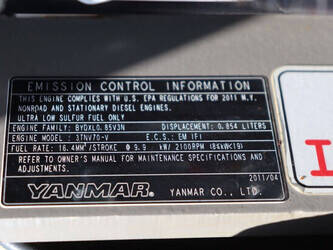 EMISSION CONTROL INFORMATION
THIS ENGINE COMPLIES WITH U.S. EPA REGULATIONS FOR 2011 M.Y.
NONROAD AND STATIONARY DIESEL ENGINES.
ULTRA LOW SULFUR FUEL ONLY
ENGINE FAMILY: BYDXL0.85V3N DISPLACEMENT: 0.854 LITERS
ENGINE MODEL: 3TNV70-V E.C.S.: EM IFI
FUEL RATE: 16.4MM³/STROKE @ 9.9 kW/ 2100RPM
REFER TO OWNER'S MANUAL FOR MAINTENANCE SPECIFICATIONS AND
ADJUSTMENTS.
2011/04
YANMAR YANMAR CO., LTD.